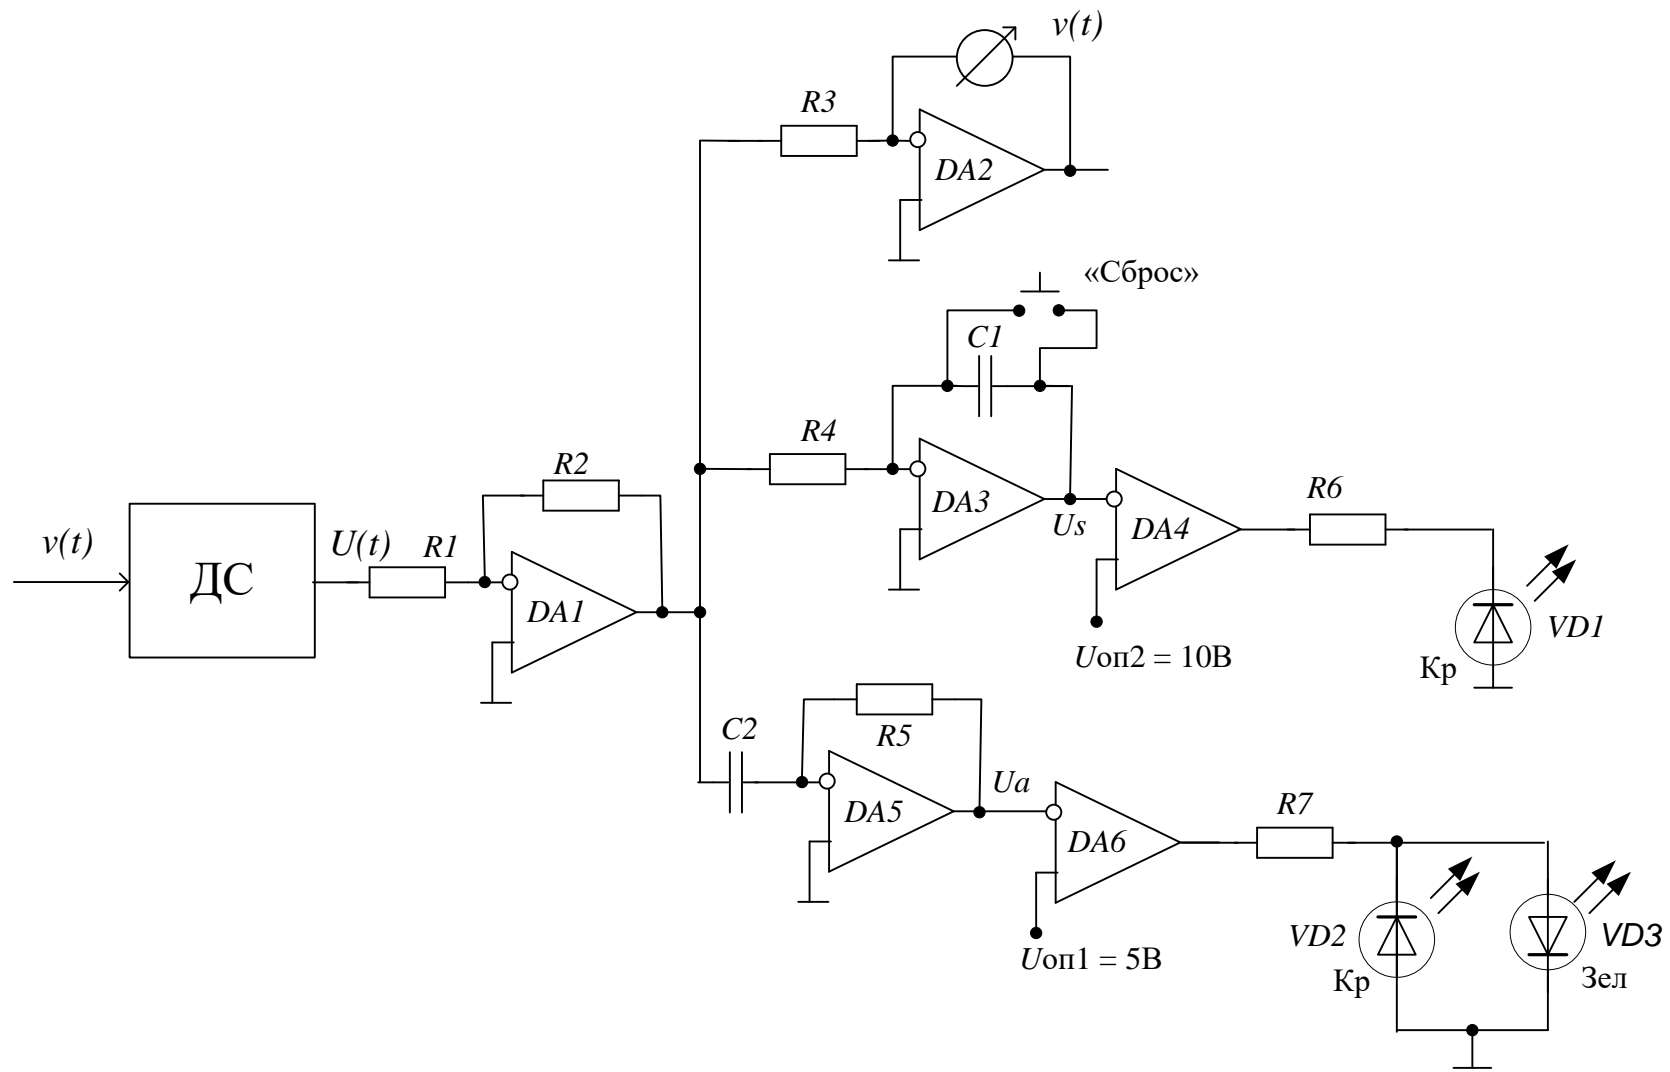 v(t)
R3
DA2
«Сброс»
C1
R4
DA3
Us
DA4
R6
R2
v(t)
ДС
U(t)
R1
DA1
VD1
Кр
Uоп2 = 10В
C2
R5
DA5
Ua
DA6
R7
VD2
Кр
VD3
Зел
Uоп1 = 5В